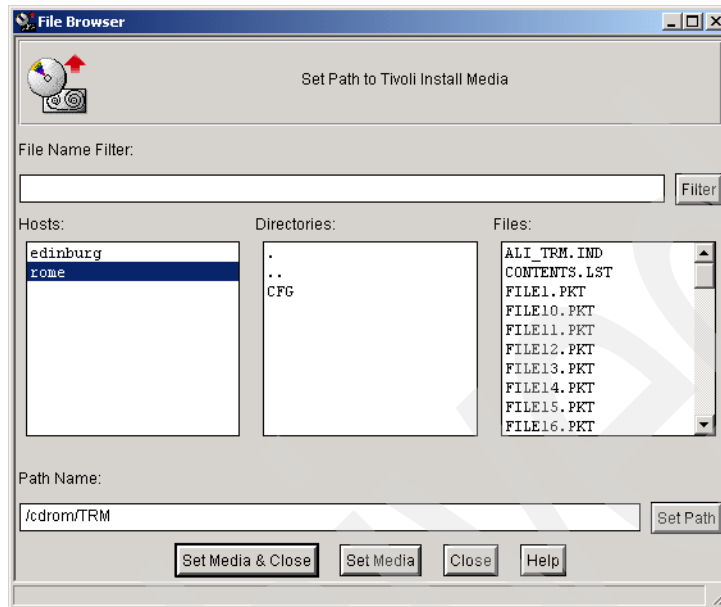 File Browser
Set Path to Tivoli Install Media
File Name Filter:
Filter
Hosts:
edinburg
rome
Directories:
.
..
CFG
Files:
ALI_TRM.IND
CONTENTS.LST
FILE1.PKT
FILE10.PKT
FILE11.PKT
FILE12.PKT
FILE13.PKT
FILE14.PKT
FILE15.PKT
FILE16.PKT
Path Name:
/cdrom/TRM
Set Path
Set Media & Close
Set Media
Close
Help